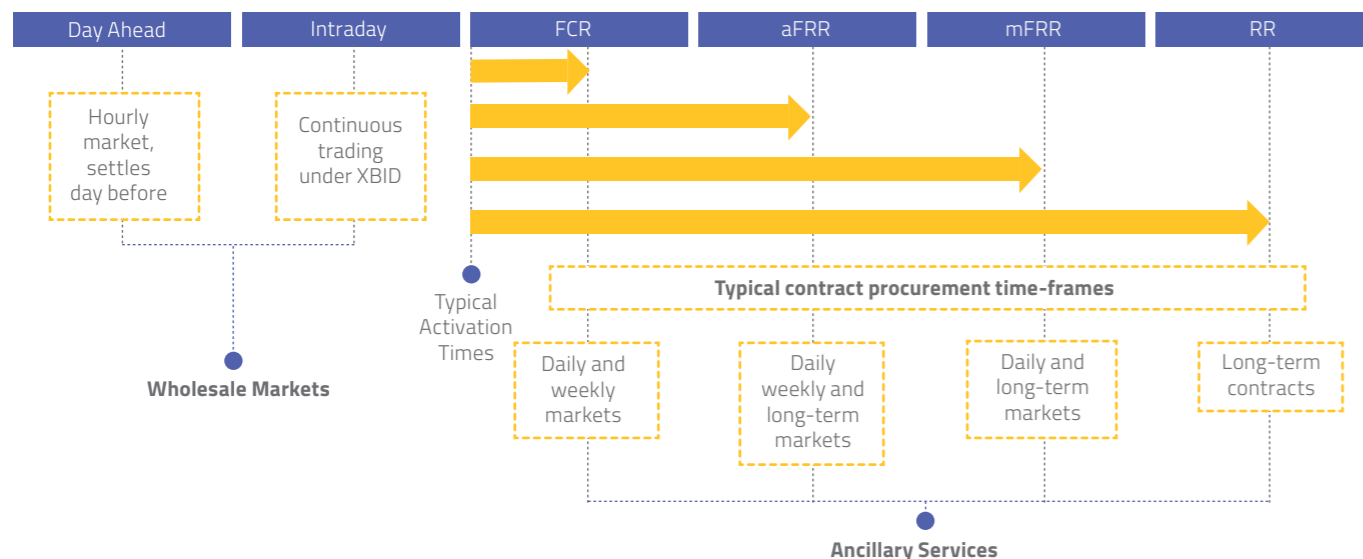 Day Ahead
Intraday
FCR
aFRR
mFRR
RR
Hourly
market,
settles
day before
Continuous
trading
under XBID
Typical
Activation
Times
Typical contract procurement time-frames
Wholesale Markets
Daily and
weekly
markets
Daily
weekly and
long-term
markets
Daily and
long-term
markets
Long-term
contracts
Ancillary Services